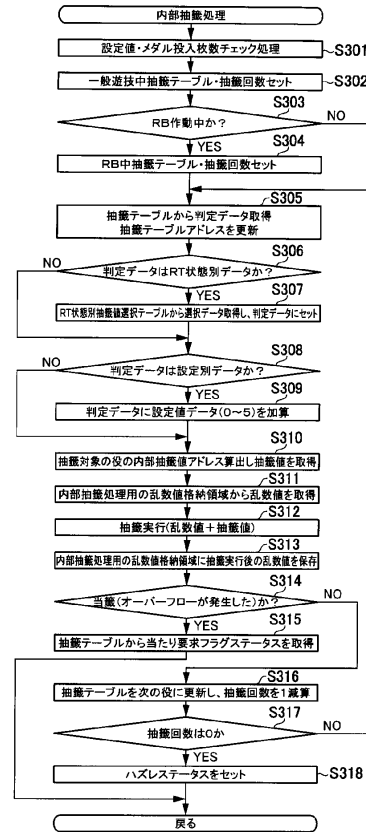 内部抽籤処理
設定値・メダル投入枚数チェック処理
S301
一般遊技中抽籤テーブル・抽籤回数セット
S302
S303
RB作動中か？
NO
YES
S304
RB中抽籤テーブル・抽籤回数セット
S305
抽籤テーブルから判定データ取得
抽籤テーブルアドレスを更新
S306
判定データはRT状態別データか？
NO
YES
S307
RT状態別抽籤値選択テーブルから選択データ取得し、判定データにセット
S308
判定データは設定別データか？
NO
YES
S309
判定データに設定値データ(0～5)を加算
S310
抽籤対象の役の内部抽籤値アドレス算出し抽籤値を取得
S311
内部抽籤処理用の乱数値格納領域から乱数値を取得
S312
抽籤実行(乱数値＋抽籤値)
S313
内部抽籤処理用の乱数値格納領域に抽籤実行後の乱数値を保存
S314
当籤(オーバーフローが発生した)か？
NO
YES
S315
抽籤テーブルから当たり要求フラグステータスを取得
S316
抽籤テーブルを次の役に更新し、抽籤回数を1減算
S317
抽籤回数は0か
NO
YES
ハズレステータスをセット
S318
戻る